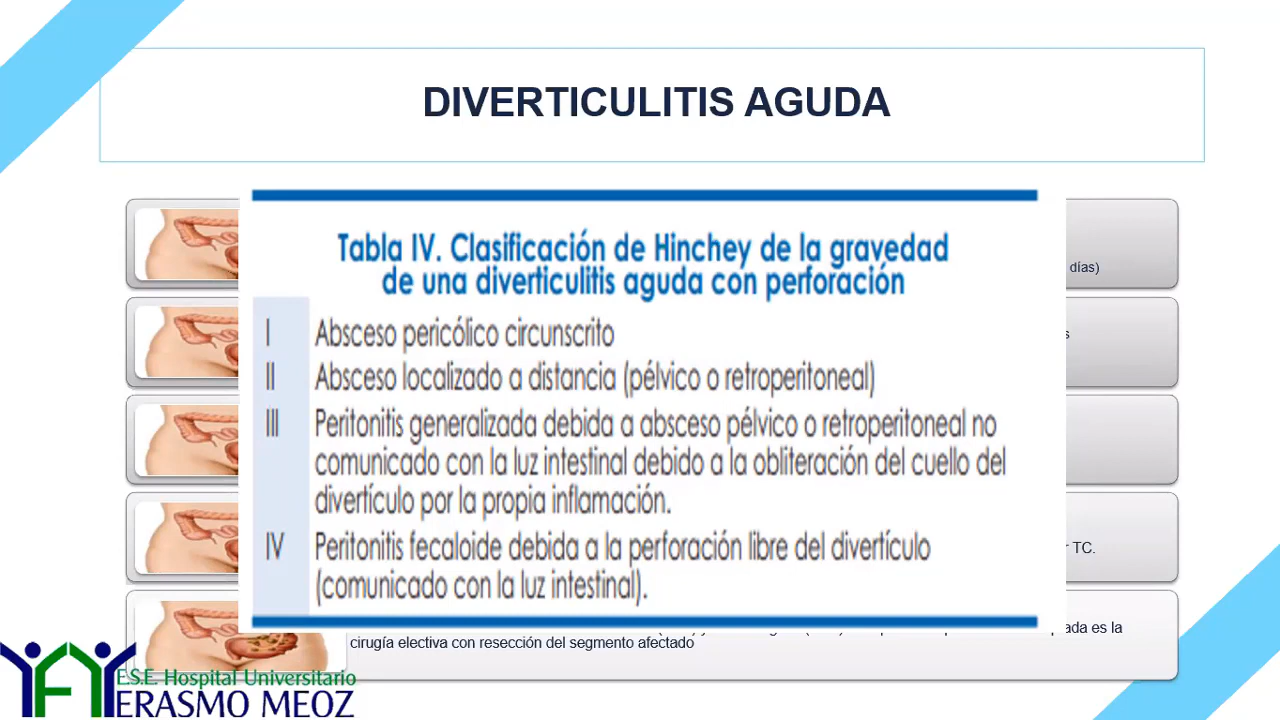 DIVERTICULITIS AGUDA
Tabla IV. Clasificación de Hinchey de la gravedad
de una diverticulitis aguda con perforación
I Absceso pericólico circunscrito
II Absceso localizado a distancia (pélvico o retroperitoneal)
III Peritonitis generalizada debida a absceso pélvico o retroperitoneal no
comunicado con la luz intestinal debido a la obliteración del cuello del
divertículo por la propia inflamación.
IV Peritonitis fecaloide debida a la perforación libre del divertículo
(comunicado con la luz intestinal).
días)
TC.
es la
cirugía electiva con resección del segmento afectado
E.S.E. Hospital Universitario
ERASMO MEOZ